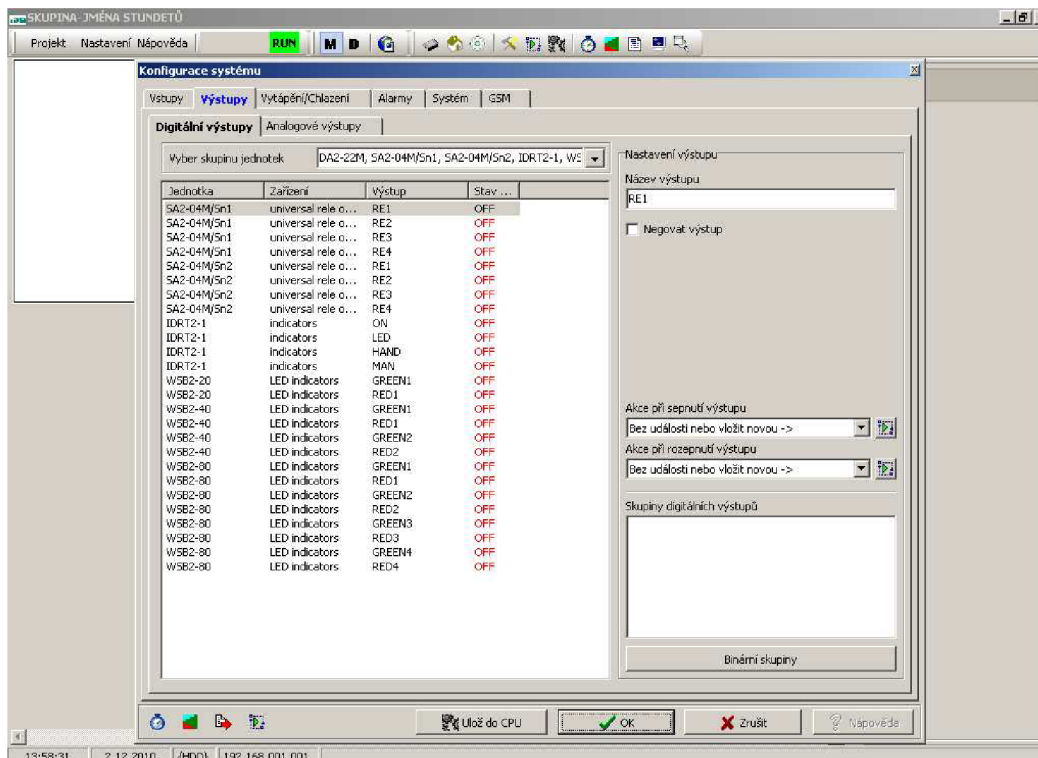 SKUPINA-JMÉNA STUNDETŮ
Projekt Nastavení Nápověda RUN M D
Konfigurace systému
Vstupy Výstupy Vytápění/Chlazení Alarmy Systém GSM
Digitální výstupy Analogové výstupy
Vyber skupinu jednotek DA2-22M, SA2-04M/Sn1, SA2-04M/Sn2, IDRT2-1, WS
Jednotka Zařízení Výstup Stav ...
SA2-04M/Sn1 universal rele o... RE1 OFF
SA2-04M/Sn1 universal rele o... RE2 OFF
SA2-04M/Sn1 universal rele o... RE3 OFF
SA2-04M/Sn1 universal rele o... RE4 OFF
SA2-04M/Sn2 universal rele o... RE1 OFF
SA2-04M/Sn2 universal rele o... RE2 OFF
SA2-04M/Sn2 universal rele o... RE3 OFF
SA2-04M/Sn2 universal rele o... RE4 OFF
IDRT2-1 indicators ON OFF
IDRT2-1 indicators LED OFF
IDRT2-1 indicators HAND OFF
IDRT2-1 indicators MAN OFF
WSB2-20 LED indicators GREEN1 OFF
WSB2-20 LED indicators RED1 OFF
WSB2-40 LED indicators GREEN1 OFF
WSB2-40 LED indicators RED1 OFF
WSB2-40 LED indicators GREEN2 OFF
WSB2-40 LED indicators RED2 OFF
WSB2-80 LED indicators GREEN1 OFF
WSB2-80 LED indicators RED1 OFF
WSB2-80 LED indicators GREEN2 OFF
WSB2-80 LED indicators RED2 OFF
WSB2-80 LED indicators GREEN3 OFF
WSB2-80 LED indicators RED3 OFF
WSB2-80 LED indicators GREEN4 OFF
WSB2-80 LED indicators RED4 OFF
Nastavení výstupu
Název výstupu
RE1
Negovat výstup
Akce při sepnutí výstupu
Bez události nebo vložit novou ->
Akce při rozepnutí výstupu
Bez události nebo vložit novou ->
Skupiny digitálních výstupů
Binární skupiny
Ulož do CPU OK Zrušit Nápověda
13:58:31 2.12.2010 (HDO) 192.168.001.001